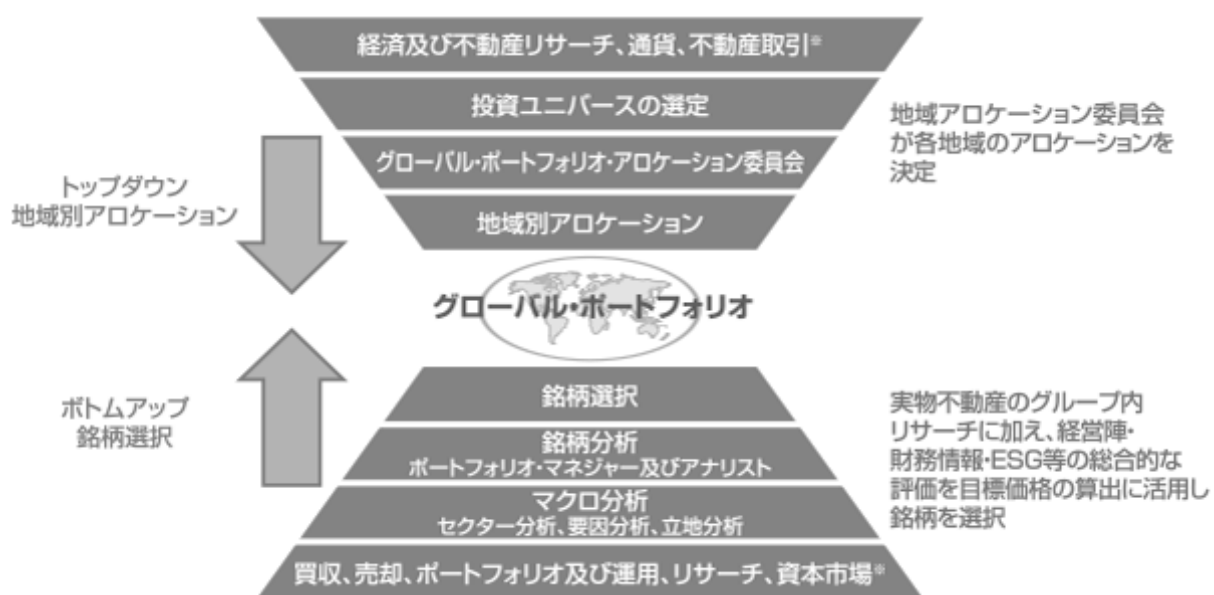 経済及び不動産リサーチ、通貨、不動産取引※
投資ユニバースの選定
グローバル・ポートフォリオ・アロケーション委員会
地域別アロケーション
トップダウン
地域別アロケーション
地域アロケーション委員会
が各地域のアロケーションを
決定
グローバル・ポートフォリオ
ボトムアップ
銘柄選択
銘柄選択
銘柄分析
ポートフォリオ・マネジャー及びアナリスト
マクロ分析
セクター分析、要因分析、立地分析
買収、売却、ポートフォリオ及び運用、リサーチ、資本市場※
実物不動産のグループ内
リサーチに加え、経営陣・
財務情報・ESG等の総合的な
評価を目標価格の算出に活用し
銘柄を選択